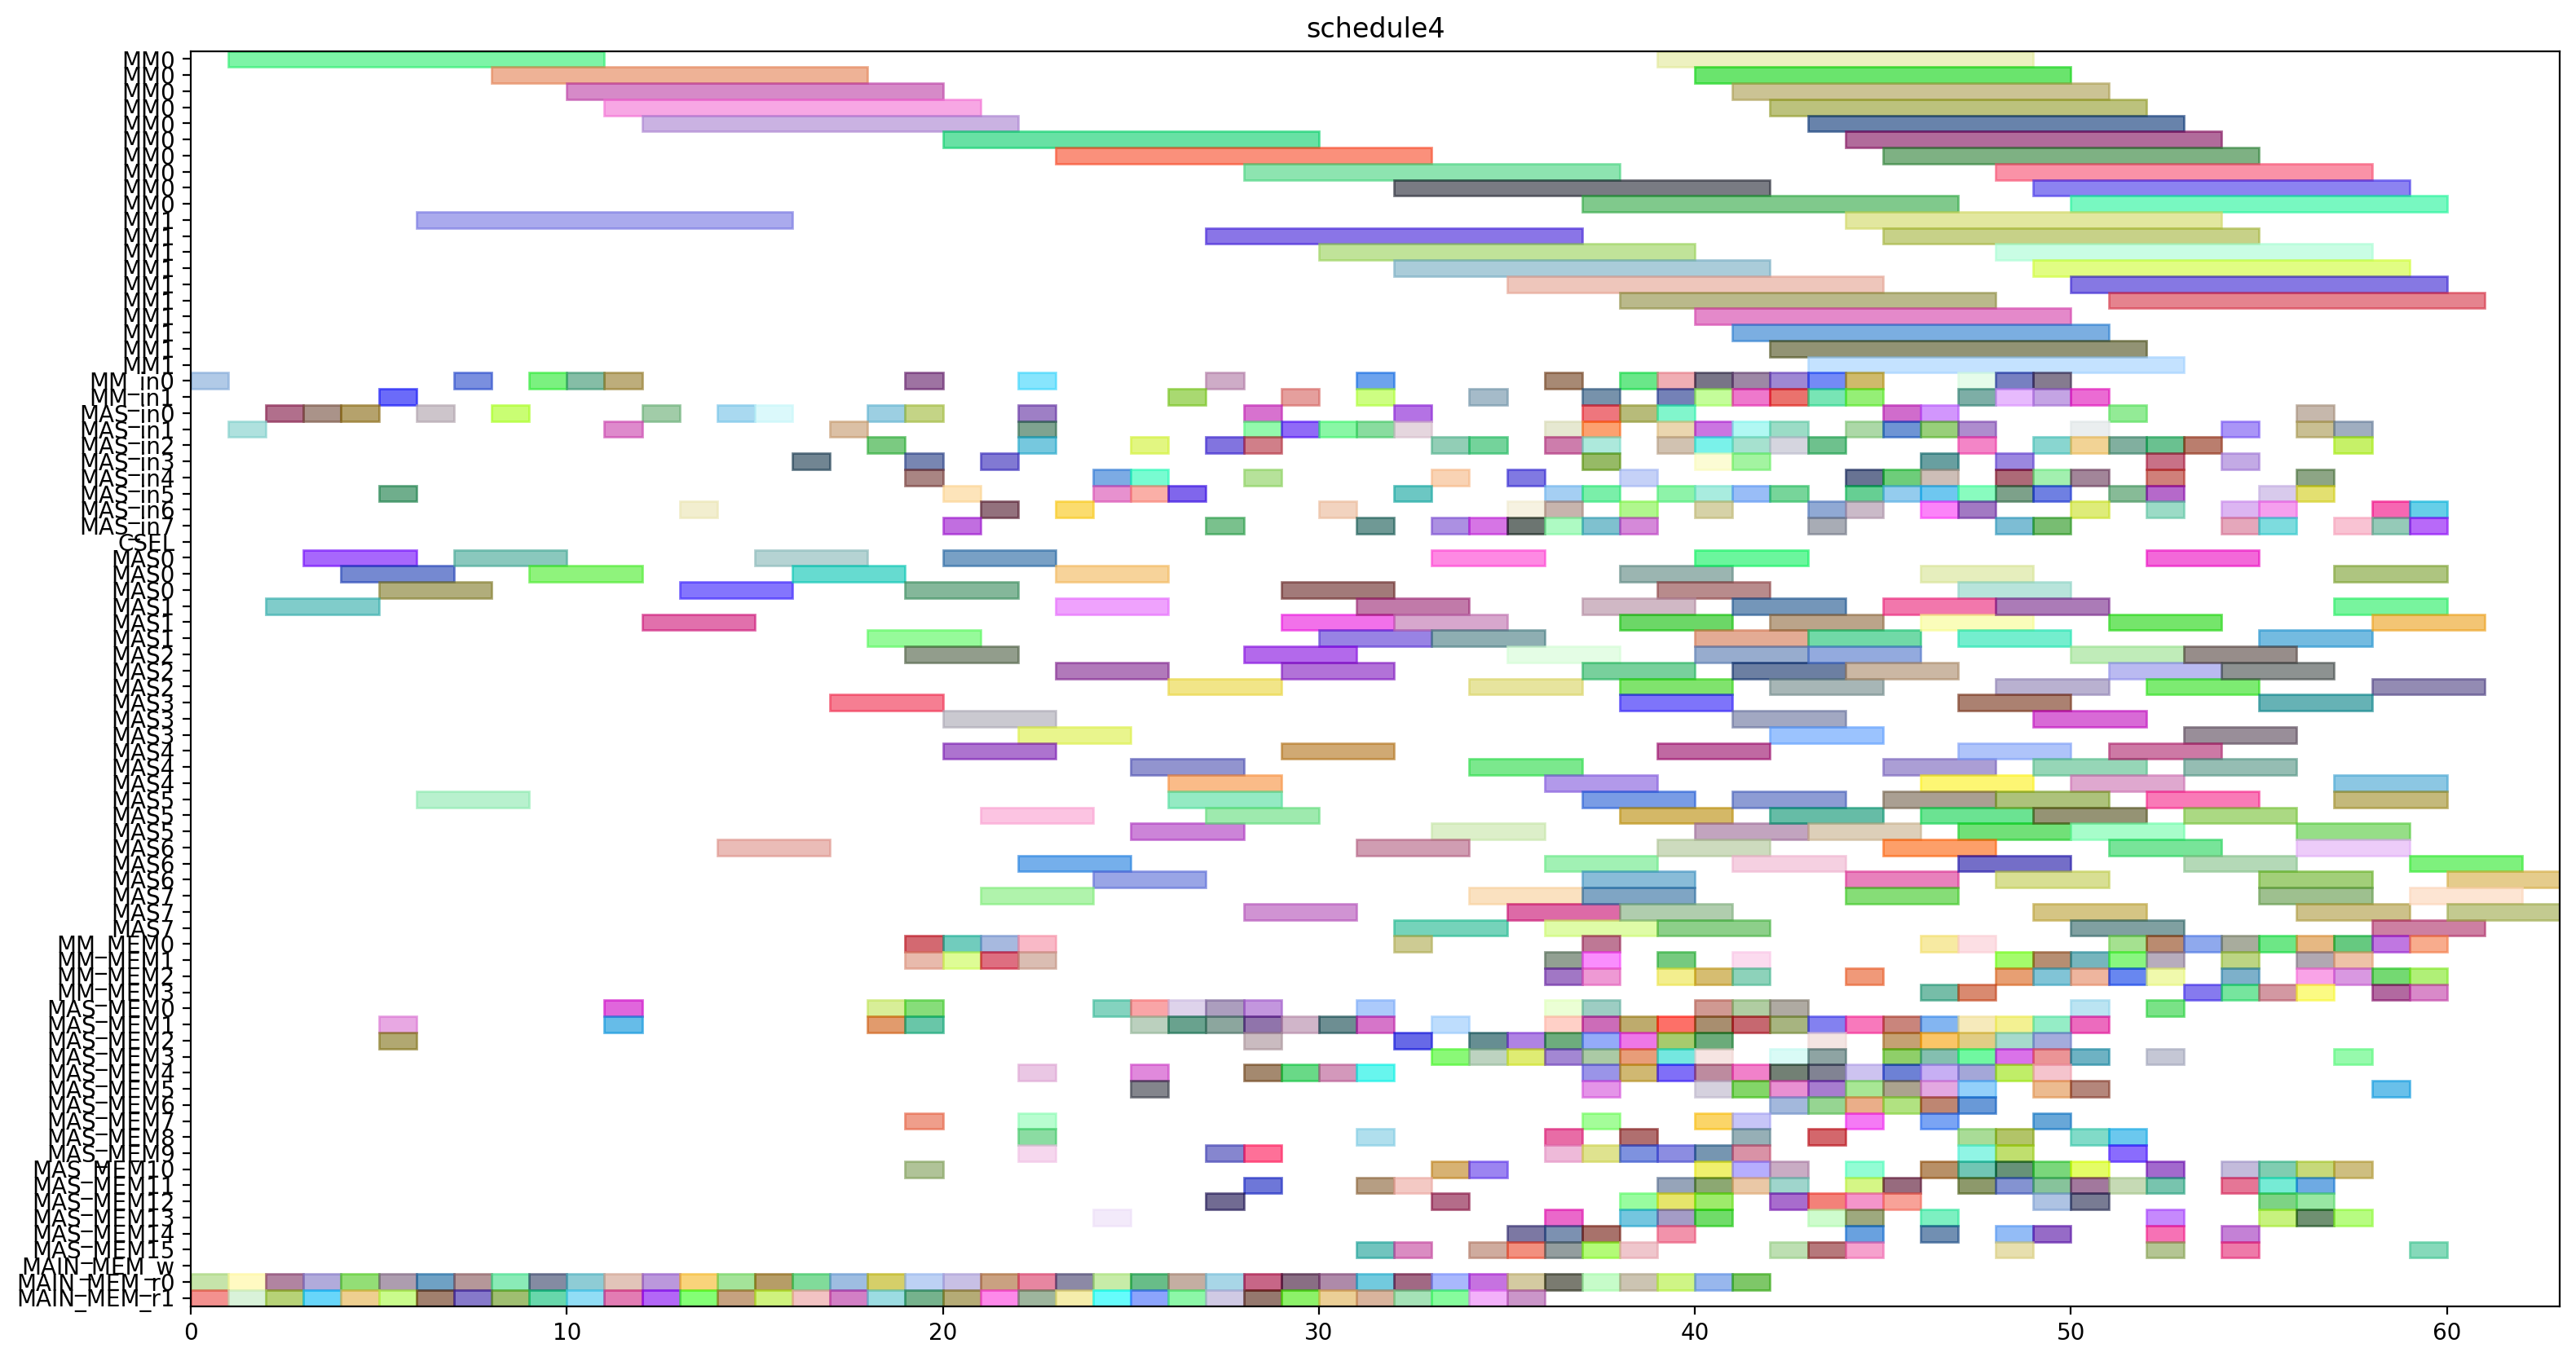 schedule4
MM0
MM0
MM0
MM0
MM0
MM0
MM0
MM0
MM0
MM0
MM1
MM1
MM1
MM1
MM1
MM1
MM1
MM1
MM1
MM1
MM_in0
MM_in1
MAS_in0
MAS_in1
MAS_in2
MAS_in3
MAS_in4
MAS_in5
MAS_in6
MAS_in7
CSEL
MAS0
MAS0
MAS0
MAS1
MAS1
MAS1
MAS2
MAS2
MAS2
MAS3
MAS3
MAS3
MAS4
MAS4
MAS4
MAS5
MAS5
MAS5
MAS6
MAS6
MAS6
MAS7
MAS7
MAS7
MM_MEM0
MM_MEM1
MM_MEM2
MM_MEM3
MAS_MEM0
MAS_MEM1
MAS_MEM2
MAS_MEM3
MAS_MEM4
MAS_MEM5
MAS_MEM6
MAS_MEM7
MAS_MEM8
MAS_MEM9
MAS_MEM10
MAS_MEM11
MAS_MEM12
MAS_MEM13
MAS_MEM14
MAS_MEM15
MAIN_MEM_w
MAIN_MEM_r0
MAIN_MEM_r1
0 10 20 30 40 50 60